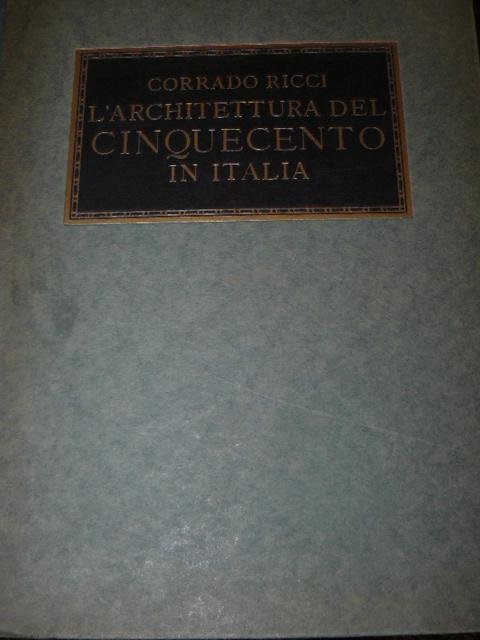 CORRADO RICCI
L'ARCHITETTURA DEL
CINQUECENTO
IN ITALIA